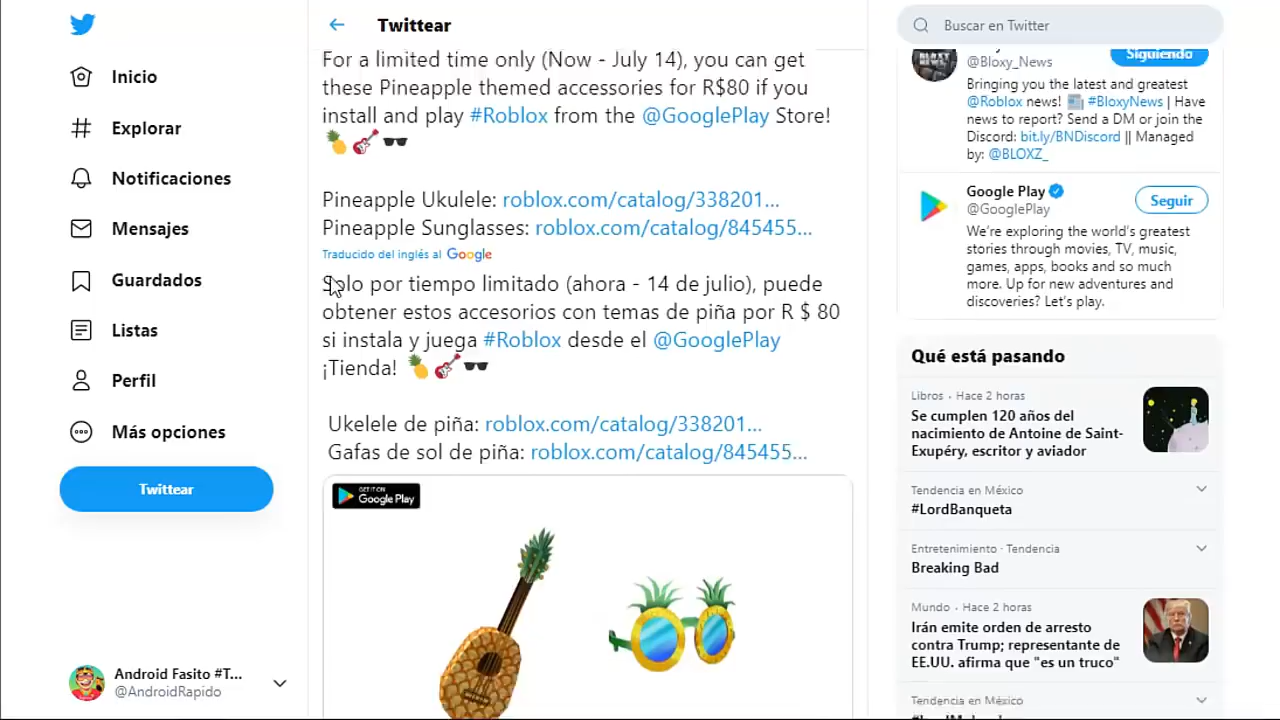 Inicio
Explorar
Notificaciones
Mensajes
Guardados
Listas
Perfil
Más opciones
Twittear
Android Fasito #T...
@AndroidRapido
Twittear
For a limited time only (Now - July 14), you can get
these Pineapple themed accessories for R$80 if you
install and play #Roblox from the @GooglePlay Store!
Pineapple Ukulele: roblox.com/catalog/338201...
Pineapple Sunglasses: roblox.com/catalog/845455...
Traducido del inglés al Google
Solo por tiempo limitado (ahora - 14 de julio), puede
obtener estos accesorios con temas de piña por R $ 80
si instala y juega #Roblox desde el @GooglePlay
¡Tienda!
Ukelele de piña: roblox.com/catalog/338201...
Gafas de sol de piña: roblox.com/catalog/845455...
GET IT ON
Google Play
Buscar en Twitter
@Bloxy_News
Siguiendo
Bringing you the latest and greatest
@Roblox news! #BloxyNews | Have
news to report? Send a DM or join the
Discord: bit.ly/BNDiscord || Managed
by: @BLOXZ_
Google Play
@GooglePlay
Seguir
We're exploring the world's greatest
stories through movies, TV, music,
games, apps, books and so much
more. Up for new adventures and
discoveries? Let's play.
Qué está pasando
Libros · Hace 2 horas
Se cumplen 120 años del
nacimiento de Antoine de Saint-
Exupéry, escritor y aviador
Tendencia en México
#LordBanqueta
Entretenimiento · Tendencia
Breaking Bad
Mundo · Hace 2 horas
Irán emite orden de arresto
contra Trump; representante de
EE.UU. afirma que "es un truco"
Tendencia en México